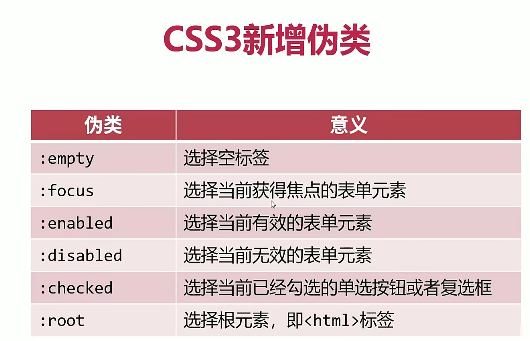 CSS3新增伪类
伪类 意义
:empty 选择空标签
:focus 选择当前获得焦点的表单元素
:enabled 选择当前有效的表单元素
:disabled 选择当前无效的表单元素
:checked 选择当前已经勾选的单选按钮或者复选框
:root 选择根元素，即<html>标签